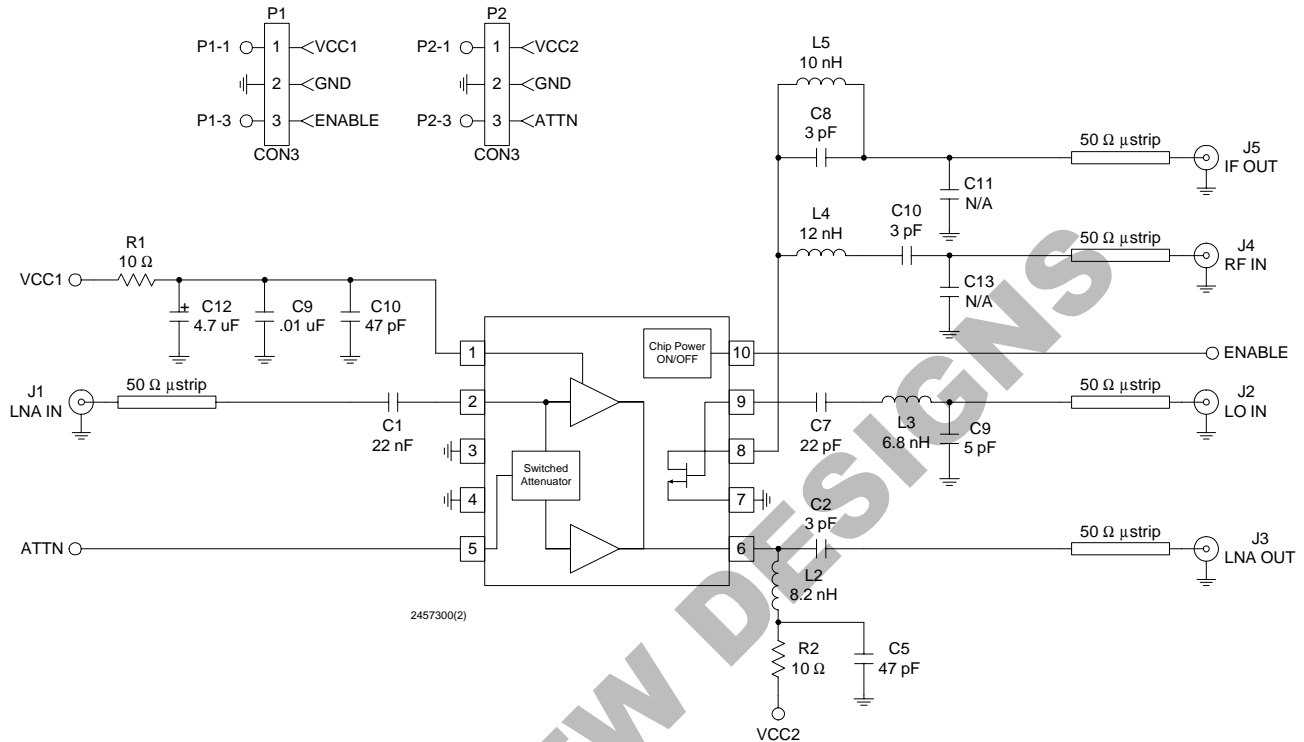 P1
P1-1 1 VCC1
2 GND
P1-3 3 ENABLE
CON3
P2
P2-1 1 VCC2
2 GND
P2-3 3 ATTN
CON3
L5
10 nH
C8
3 pF
50 Ω µstrip
J5
IF OUT
C11
N/A
L4
12 nH
C10
3 pF
50 Ω µstrip
J4
RF IN
C13
N/A
VCC1
R1
10 Ω
+
C12
4.7 uF
C9
.01 uF
C10
47 pF
1
Chip Power
ON/OFF
10
ENABLE
J1
LNA IN
50 Ω µstrip
C1
22 nF
2
9
C7
22 pF
L3
6.8 nH
C9
5 pF
50 Ω µstrip
J2
LO IN
3
8
Switched
Attenuator
4
7
ATTN
5
6
C2
3 pF
50 Ω µstrip
J3
LNA OUT
L2
8.2 nH
R2
10 Ω
C5
47 pF
VCC2
2457300(2)
EW DESIGNS